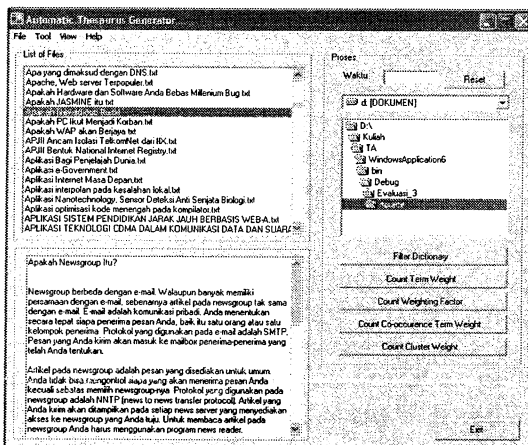 Automatic Thesaurus Generator
File Tool View Help
List of Files
Apa yang dimaksud dengan DNS.txt
Apache, Web server Terpopuler.txt
Apakah Hardware dan Software Anda Bebas Millenium Bug.txt
Apakah JASMINE itu.txt
Apakah PC Ikut Menjadi Korban.txt
Apakah WAP akan Berjaya.txt
APJII Ancam Isolasi TelkomNet dari IIX.txt
APJII Bentuk National Internet Registry.txt
Aplikasi Bagi Penjelajah Dunia.txt
Aplikasi e-Government.txt
Aplikasi Internet Masa Depan.txt
Aplikasi interpolan pada kesalahan lokal.txt
Aplikasi Nanotechnology, Sensor Deteksi Anti Senjata Biologi.txt
Aplikasi optimisasi kode menengah pada kompilator.txt
APLIKASI SISTEM PENDIDIKAN JARAK JAUH BERBASIS WEB-A.txt
APLIKASI TEKNOLOGI CDMA DALAM KOMUNIKASI DATA DAN SUARA
Apakah Newsgroup Itu?
Newsgroup berbeda dengan e-mail. Walaupun banyak memiliki
persamaan dengan e-mail, sebenarnya artikel pada newsgroup tak sama
dengan e-mail. E-mail adalah komunikasi pribadi. Anda menentukan
secara tepat siapa penerima pesan Anda, baik itu satu orang atau satu
kelompok penerima. Protokol yang digunakan pada e-mail adalah SMTP.
Pesan yang Anda kirim akan masuk ke mailbox penerima-penerima yang
telah Anda tentukan.
Artikel pada newsgroup adalah pesan yang disediakan untuk umum.
Anda tidak bisa mengontrol siapa yang akan menerima pesan Anda
kecuali sebatas memilih newsgroup-nya. Protokol yang digunakan pada
newsgroup adalah NNTP (news to news transfer protocol). Artikel yang
Anda kirim akan ditampilkan pada setiap news server yang menyediakan
akses ke newsgroup yang Anda tuju. Untuk membaca artikel pada
newsgroup Anda harus menggunakan program news reader.
Proses
Waktu
Reset
d: [DOKUMEN]
D:\
Kuliah
TA
WindowsApplication6
bin
Debug
Evaluasi_3
Filter Dictionary
Count Term Weight
Count Weighting Factor
Count Co-occurance Term Weight
Count Cluster Weight
Exit